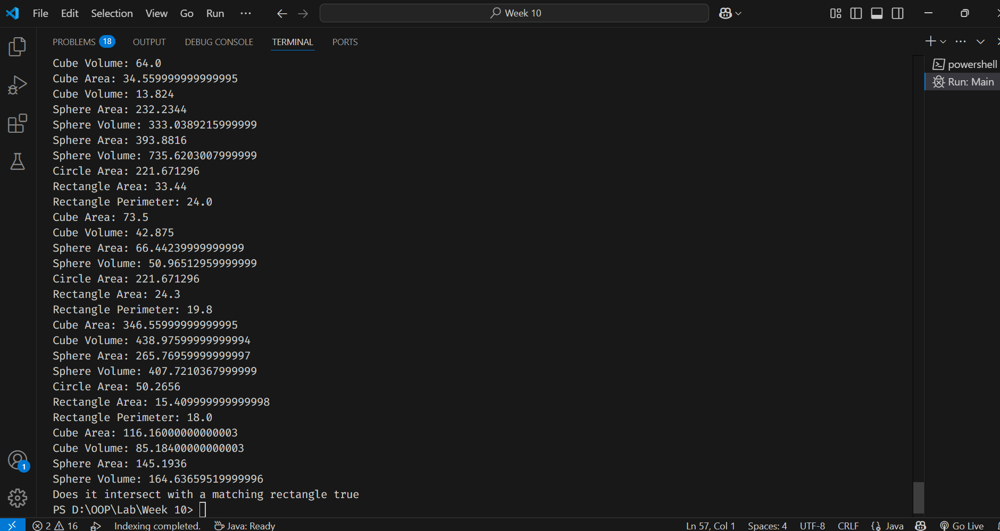 File Edit Selection View Go Run ··· Week 10
PROBLEMS 18 OUTPUT DEBUG CONSOLE TERMINAL PORTS
Cube Volume: 64.0
Cube Area: 34.559999999999995
Cube Volume: 13.824
Sphere Area: 232.2344
Sphere Volume: 333.0389215999999
Sphere Area: 393.8816
Sphere Volume: 735.6203007999999
Circle Area: 221.671296
Rectangle Area: 33.44
Rectangle Perimeter: 24.0
Cube Area: 73.5
Cube Volume: 42.875
Sphere Area: 66.44239999999999
Sphere Volume: 50.96512959999999
Circle Area: 221.671296
Rectangle Area: 24.3
Rectangle Perimeter: 19.8
Cube Area: 346.55999999999995
Cube Volume: 438.97599999999994
Sphere Area: 265.76959999999997
Sphere Volume: 407.7210367999999
Circle Area: 50.2656
Rectangle Area: 15.409999999999998
Rectangle Perimeter: 18.0
Cube Area: 116.16000000000003
Cube Volume: 85.18400000000003
Sphere Area: 145.1936
Sphere Volume: 164.63659519999996
Does it intersect with a matching rectangle true
PS D:\OOP\Lab\Week 10>
powershell
Run: Main
1
2 16 Indexing completed. Java: Ready Ln 57, Col 1 Spaces: 4 UTF-8 CRLF Java Go Live